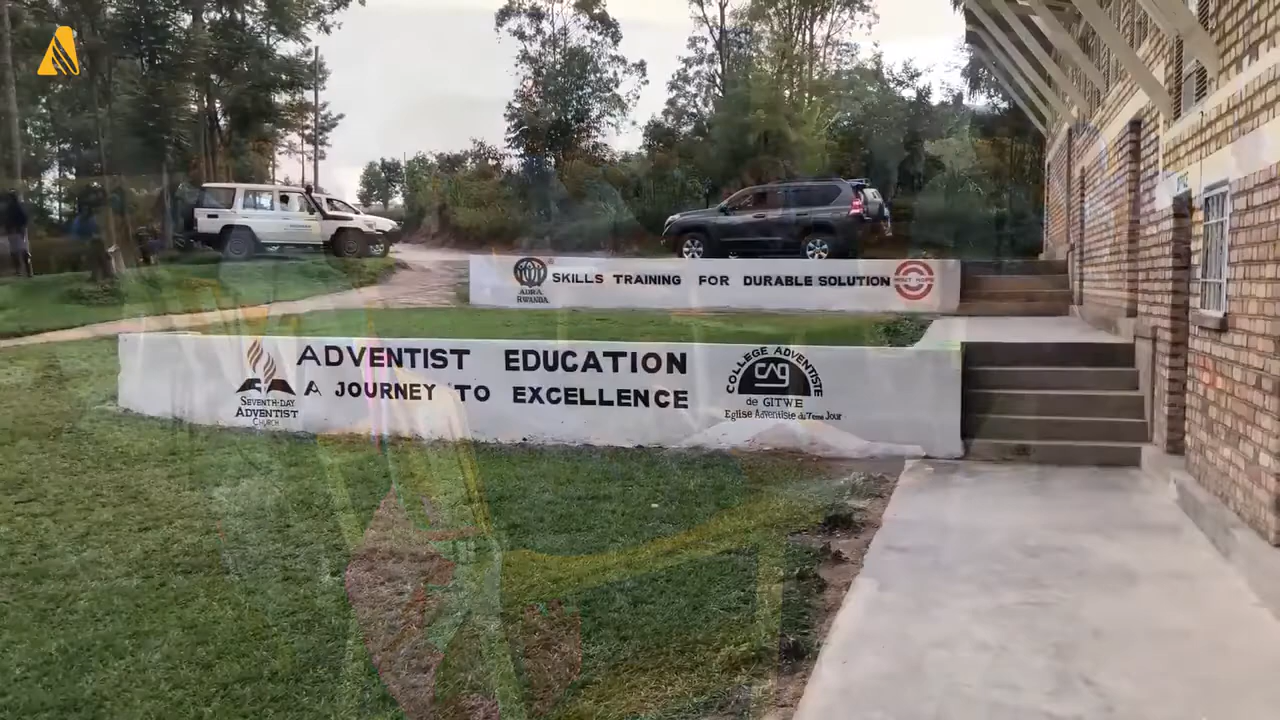 ADRA
RWANDA
SKILLS TRAINING FOR DURABLE SOLUTION
ADVENTIST EDUCATION
A JOURNEY TO EXCELLENCE
SEVENTH-DAY
ADVENTIST
CHURCH
COLLEGE ADVENTISTE
CAG
de GITWE
Eglise Adventiste du 7eme Jour